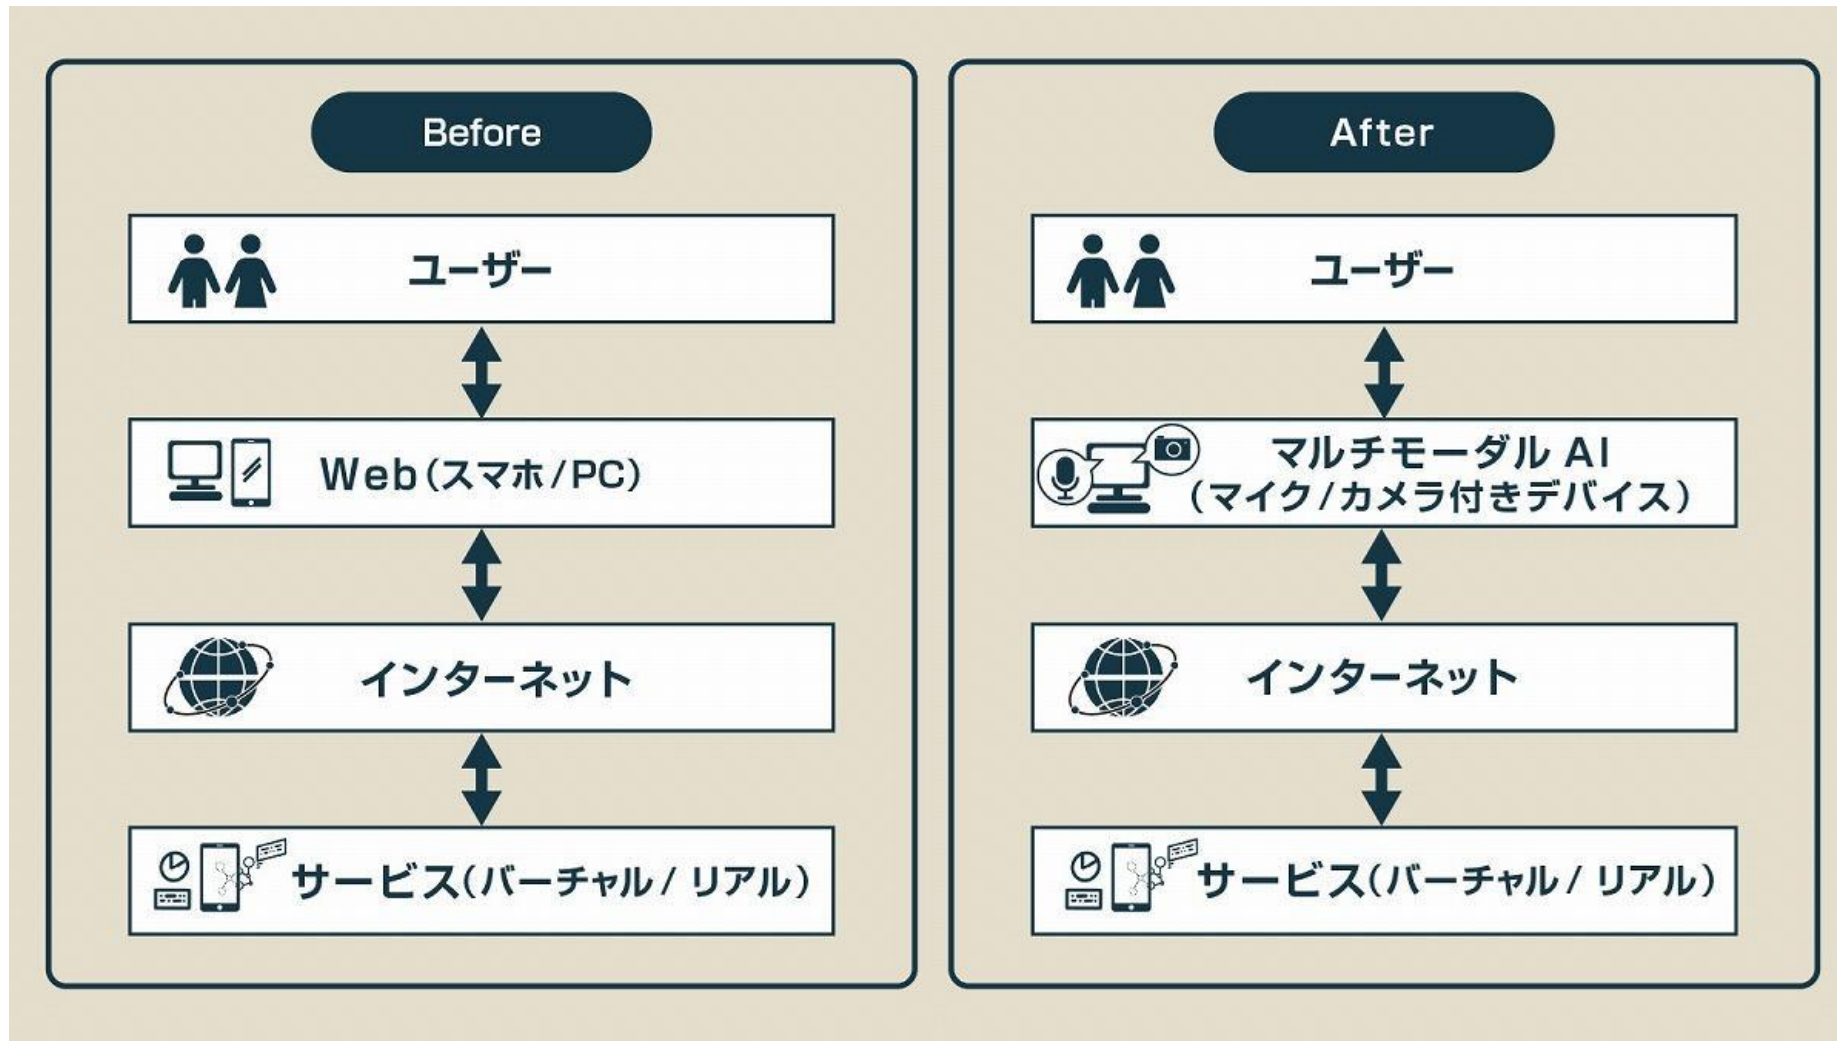 Before
ユーザー
Web(スマホ/PC)
インターネット
サービス(バーチャル/リアル)
After
ユーザー
マルチモーダルAI
(マイク/カメラ付きデバイス)
インターネット
サービス(バーチャル/リアル)